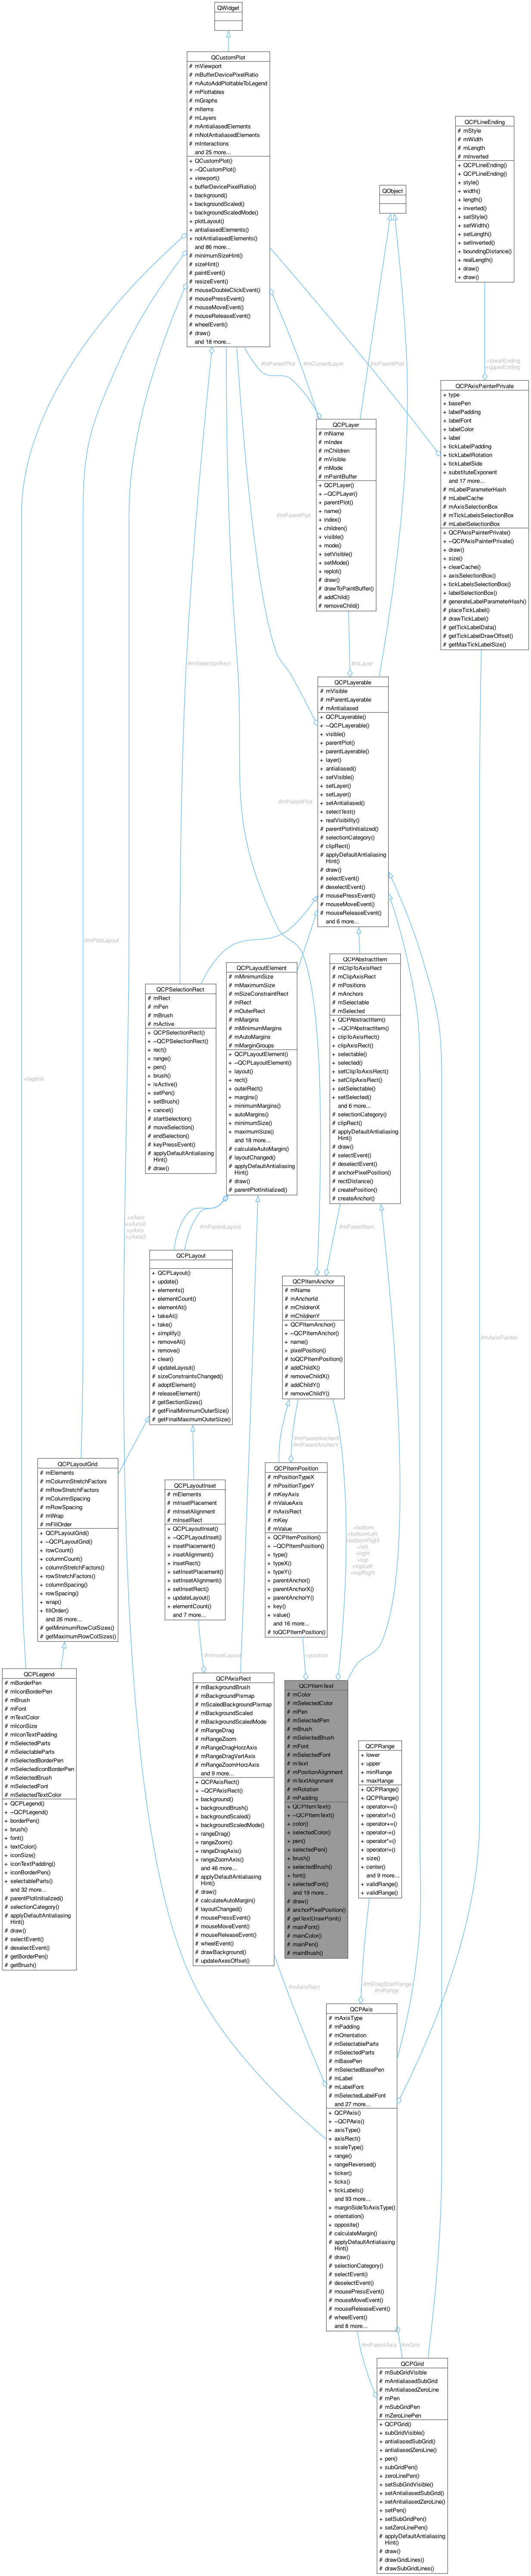 QWidget
QCustomPlot
# mViewport
# mBufferDevicePixelRatio
# mAutoAddPlottableToLegend
# mPlottables
# mGraphs
# mItems
# mLayers
# mAntialiasedElements
# mNotAntialiasedElements
# mInteractions
and 25 more...
+ QCustomPlot()
+ ~QCustomPlot()
+ viewport()
+ bufferDevicePixelRatio()
+ background()
+ backgroundScaled()
+ backgroundScaledMode()
+ plotLayout()
+ antialiasedElements()
+ notAntialiasedElements()
and 86 more...
# minimumSizeHint()
# sizeHint()
# paintEvent()
# resizeEvent()
# mouseDoubleClickEvent()
# mousePressEvent()
# mouseMoveEvent()
# mouseReleaseEvent()
# wheelEvent()
# draw()
and 18 more...
QCPLineEnding
# mStyle
# mWidth
# mLength
# mInverted
+ QCPLineEnding()
+ QCPLineEnding()
+ style()
+ width()
+ length()
+ inverted()
+ setStyle()
+ setWidth()
+ setLength()
+ setInverted()
+ boundingDistance()
+ realLength()
+ draw()
+ draw()
QObject
#mParentPlot
#mCurrentLayer
#mParentPlot
+lowerEnding
+upperEnding
QCPAxisPainterPrivate
+ type
+ basePen
+ labelPadding
+ labelFont
+ labelColor
+ label
+ tickLabelPadding
+ tickLabelRotation
+ tickLabelSide
+ substituteExponent
and 17 more...
# mLabelParameterHash
# mLabelCache
# mAxisSelectionBox
# mTickLabelsSelectionBox
# mLabelSelectionBox
+ QCPAxisPainterPrivate()
+ ~QCPAxisPainterPrivate()
+ draw()
+ size()
+ clearCache()
+ axisSelectionBox()
+ tickLabelsSelectionBox()
+ labelSelectionBox()
# generateLabelParameterHash()
# placeTickLabel()
# drawTickLabel()
# getTickLabelData()
# getTickLabelDrawOffset()
# getMaxTickLabelSize()
QCPLayer
# mName
# mIndex
# mChildren
# mVisible
# mMode
# mPaintBuffer
+ QCPLayer()
+ ~QCPLayer()
+ parentPlot()
+ name()
+ index()
+ children()
+ visible()
+ mode()
+ setVisible()
+ setMode()
+ replot()
# draw()
# drawToPaintBuffer()
# addChild()
# removeChild()
#mParentPlot
#mSelectionRect
#mLayer
QCPLayerable
# mVisible
# mParentLayerable
# mAntialiased
+ QCPLayerable()
+ ~QCPLayerable()
+ visible()
+ parentPlot()
+ parentLayerable()
+ layer()
+ antialiased()
+ setVisible()
+ setLayer()
+ setLayer()
+ setAntialiased()
+ selectTest()
+ realVisibility()
# parentPlotInitialized()
# selectionCategory()
# clipRect()
# applyDefaultAntialiasing
Hint()
# draw()
# selectEvent()
# deselectEvent()
# mousePressEvent()
# mouseMoveEvent()
# mouseReleaseEvent()
and 6 more...
#mParentPlot
#mPlotLayout
QCPSelectionRect
# mRect
# mPen
# mBrush
# mActive
+ QCPSelectionRect()
+ ~QCPSelectionRect()
+ rect()
+ range()
+ pen()
+ brush()
+ isActive()
+ setPen()
+ setBrush()
+ cancel()
# startSelection()
# moveSelection()
# endSelection()
# keyPressEvent()
# applyDefaultAntialiasing
Hint()
# draw()
QCPLayoutElement
# mMinimumSize
# mMaximumSize
# mSizeConstraintRect
# mRect
# mOuterRect
# mMargins
# mMinimumMargins
# mAutoMargins
# mMarginGroups
+ QCPLayoutElement()
+ ~QCPLayoutElement()
+ layout()
+ rect()
+ outerRect()
+ margins()
+ minimumMargins()
+ autoMargins()
+ minimumSize()
+ maximumSize()
and 18 more...
# calculateAutoMargin()
# layoutChanged()
# applyDefaultAntialiasing
Hint()
# draw()
# parentPlotInitialized()
QCPAbstractItem
# mClipToAxisRect
# mClipAxisRect
# mPositions
# mAnchors
# mSelectable
# mSelected
+ QCPAbstractItem()
+ ~QCPAbstractItem()
+ clipToAxisRect()
+ clipAxisRect()
+ selectable()
+ selected()
+ setClipToAxisRect()
+ setClipAxisRect()
+ setSelectable()
+ setSelected()
and 6 more...
# selectionCategory()
# clipRect()
# applyDefaultAntialiasing
Hint()
# draw()
# selectEvent()
# deselectEvent()
# anchorPixelPosition()
# rectDistance()
# createPosition()
# createAnchor()
+legend
+xAxis
+xAxis2
+yAxis
+yAxis2
#mParentLayout
#mParentItem
#mAxisPainter
QCPLayout
+ QCPLayout()
+ update()
+ elements()
+ elementCount()
+ elementAt()
+ takeAt()
+ take()
+ simplify()
+ removeAt()
+ remove()
+ clear()
# updateLayout()
# sizeConstraintsChanged()
# adoptElement()
# releaseElement()
# getSectionSizes()
# getFinalMinimumOuterSize()
# getFinalMaximumOuterSize()
QCPItemAnchor
# mName
# mAnchorId
# mChildrenX
# mChildrenY
+ QCPItemAnchor()
+ ~QCPItemAnchor()
+ name()
+ pixelPosition()
# toQCPItemPosition()
# addChildX()
# removeChildX()
# addChildY()
# removeChildY()
#mParentAnchorX
#mParentAnchorY
QCPLayoutGrid
# mElements
# mColumnStretchFactors
# mRowStretchFactors
# mColumnSpacing
# mRowSpacing
# mWrap
# mFillOrder
+ QCPLayoutGrid()
+ ~QCPLayoutGrid()
+ rowCount()
+ columnCount()
+ columnStretchFactors()
+ rowStretchFactors()
+ columnSpacing()
+ rowSpacing()
+ wrap()
+ fillOrder()
and 26 more...
# getMinimumRowColSizes()
# getMaximumRowColSizes()
QCPLayoutInset
# mElements
# mInsetPlacement
# mInsetAlignment
# mInsetRect
+ QCPLayoutInset()
+ ~QCPLayoutInset()
+ insetPlacement()
+ insetAlignment()
+ insetRect()
+ setInsetPlacement()
+ setInsetAlignment()
+ setInsetRect()
+ updateLayout()
+ elementCount()
and 7 more...
QCPItemPosition
# mPositionTypeX
# mPositionTypeY
# mKeyAxis
# mValueAxis
# mAxisRect
# mKey
# mValue
+ QCPItemPosition()
+ ~QCPItemPosition()
+ type()
+ typeX()
+ typeY()
+ parentAnchor()
+ parentAnchorX()
+ parentAnchorY()
+ key()
+ value()
and 16 more...
# toQCPItemPosition()
+bottom
+bottomLeft
+bottomRight
+left
+right
+top
+topLeft
+topRight
#mInsetLayout
+position
QCPLegend
# mBorderPen
# mIconBorderPen
# mBrush
# mFont
# mTextColor
# mIconSize
# mIconTextPadding
# mSelectedParts
# mSelectableParts
# mSelectedBorderPen
# mSelectedIconBorderPen
# mSelectedBrush
# mSelectedFont
# mSelectedTextColor
+ QCPLegend()
+ ~QCPLegend()
+ borderPen()
+ brush()
+ font()
+ textColor()
+ iconSize()
+ iconTextPadding()
+ iconBorderPen()
+ selectableParts()
and 32 more...
# parentPlotInitialized()
# selectionCategory()
# applyDefaultAntialiasing
Hint()
# draw()
# selectEvent()
# deselectEvent()
# getBorderPen()
# getBrush()
QCPAxisRect
# mBackgroundBrush
# mBackgroundPixmap
# mScaledBackgroundPixmap
# mBackgroundScaled
# mBackgroundScaledMode
# mRangeDrag
# mRangeZoom
# mRangeDragHorzAxis
# mRangeDragVertAxis
# mRangeZoomHorzAxis
and 9 more...
+ QCPAxisRect()
+ ~QCPAxisRect()
+ background()
+ backgroundBrush()
+ backgroundScaled()
+ backgroundScaledMode()
+ rangeDrag()
+ rangeZoom()
+ rangeDragAxis()
+ rangeZoomAxis()
and 46 more...
# applyDefaultAntialiasing
Hint()
# draw()
# calculateAutoMargin()
# layoutChanged()
# mousePressEvent()
# mouseMoveEvent()
# mouseReleaseEvent()
# wheelEvent()
# drawBackground()
# updateAxesOffset()
QCPItemText
# mColor
# mSelectedColor
# mPen
# mSelectedPen
# mBrush
# mSelectedBrush
# mFont
# mSelectedFont
# mText
# mPositionAlignment
# mTextAlignment
# mRotation
# mPadding
+ QCPItemText()
+ ~QCPItemText()
+ color()
+ selectedColor()
+ pen()
+ selectedPen()
+ brush()
+ selectedBrush()
+ font()
+ selectedFont()
and 19 more...
# draw()
# anchorPixelPosition()
# getTextDrawPoint()
# mainFont()
# mainColor()
# mainPen()
# mainBrush()
QCPRange
+ lower
+ upper
+ minRange
+ maxRange
+ QCPRange()
+ QCPRange()
+ operator==()
+ operator!=()
+ operator+=()
+ operator-=()
+ operator*=()
+ operator/=()
+ size()
+ center()
and 9 more...
+ validRange()
+ validRange()
#mAxisRect
#mDragStartRange
#mRange
QCPAxis
# mAxisType
# mPadding
# mOrientation
# mSelectableParts
# mSelectedParts
# mBasePen
# mSelectedBasePen
# mLabel
# mLabelFont
# mSelectedLabelFont
and 27 more...
+ QCPAxis()
+ ~QCPAxis()
+ axisType()
+ axisRect()
+ scaleType()
+ range()
+ rangeReversed()
+ ticker()
+ ticks()
+ tickLabels()
and 93 more...
+ marginSideToAxisType()
+ orientation()
+ opposite()
# calculateMargin()
# applyDefaultAntialiasing
Hint()
# draw()
# selectionCategory()
# selectEvent()
# deselectEvent()
# mousePressEvent()
# mouseMoveEvent()
# mouseReleaseEvent()
# wheelEvent()
and 8 more...
#mParentAxis
#mGrid
QCPGrid
# mSubGridVisible
# mAntialiasedSubGrid
# mAntialiasedZeroLine
# mPen
# mSubGridPen
# mZeroLinePen
+ QCPGrid()
+ subGridVisible()
+ antialiasedSubGrid()
+ antialiasedZeroLine()
+ pen()
+ subGridPen()
+ zeroLinePen()
+ setSubGridVisible()
+ setAntialiasedSubGrid()
+ setAntialiasedZeroLine()
+ setPen()
+ setSubGridPen()
+ setZeroLinePen()
# applyDefaultAntialiasing
Hint()
# draw()
# drawGridLines()
# drawSubGridLines()